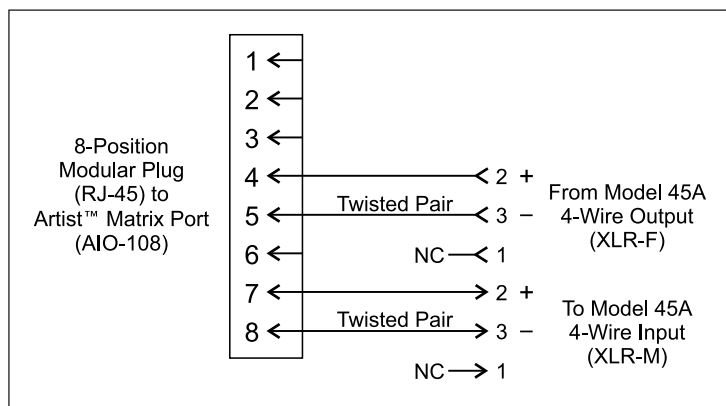 8-Position
Modular Plug
(RJ-45) to
Artist™ Matrix Port
(AIO-108)
1
2
3
4
5
6
7
8
Twisted Pair
Twisted Pair
2 +
3 –
NC 1
2 +
3 –
NC 1
From Model 45A
4-Wire Output
(XLR-F)
To Model 45A
4-Wire Input
(XLR-M)